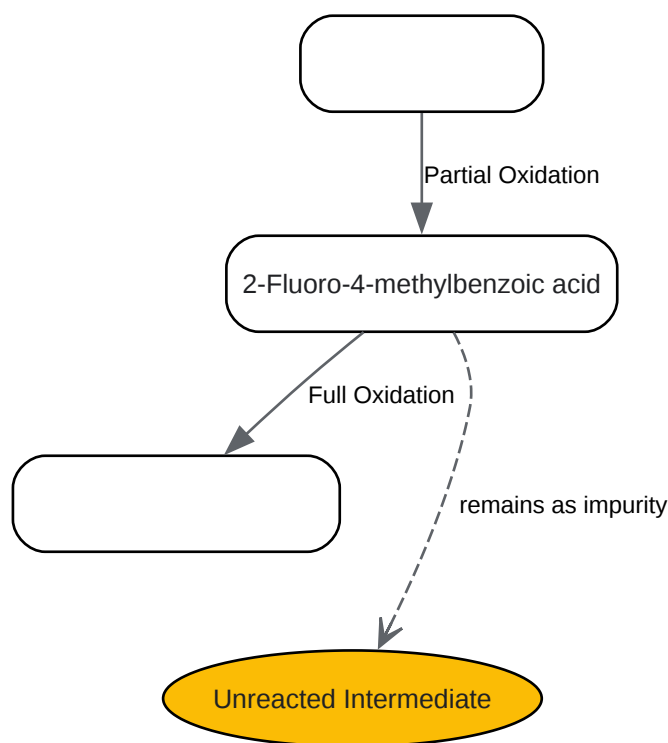 Partial Oxidation
2-Fluoro-4-methylbenzoic acid
Full Oxidation
remains as impurity
Unreacted Intermediate